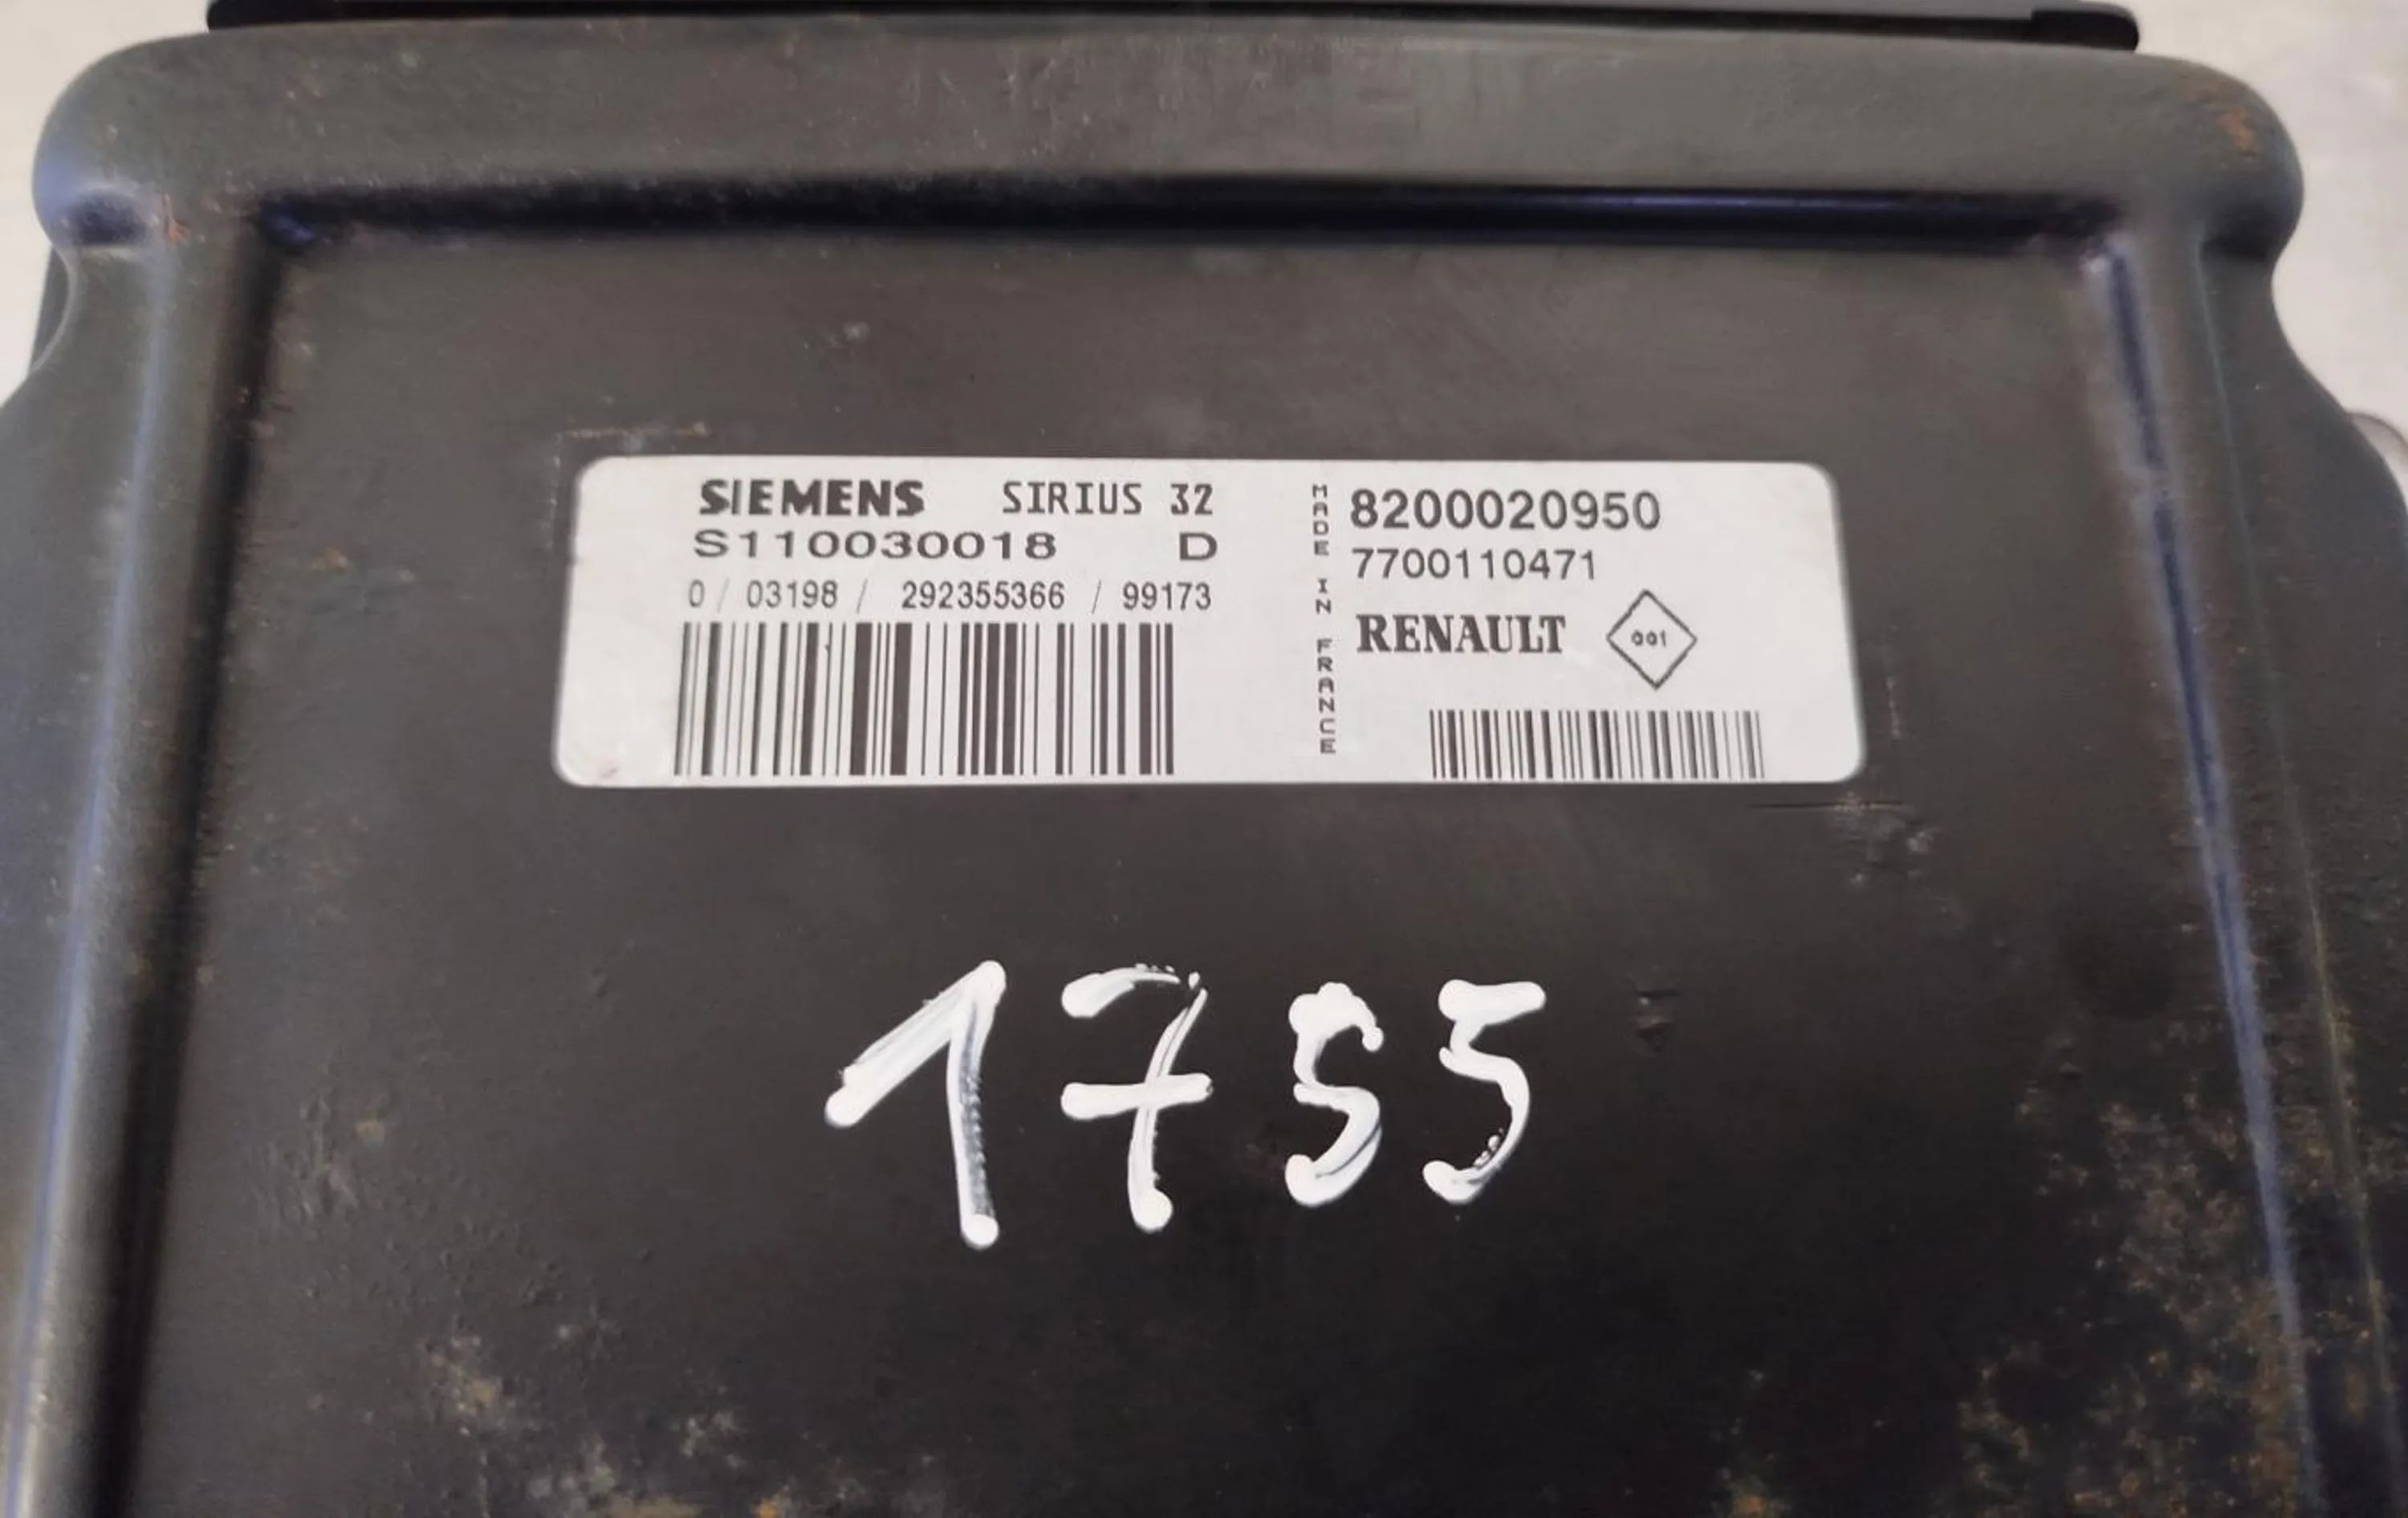 SIEMENS SIRIUS 32
S110030018 D
0 / 03198 / 292355366 / 99173
MADE IN FRANCE
8200020950
7700110471
RENAULT 001
1755